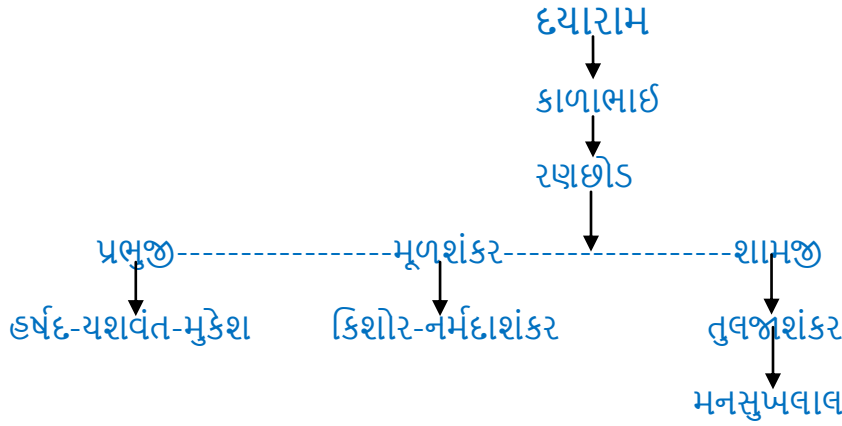 દયારામ
કાળાભાઈ
રણછોડ
પ્રભુજી----------------મૂળશંકર-----------------શામજી
હર્ષદ-યશવંત-મુકેશ કિશોર-નર્મદાશંકર તુલજાશંકર
મનસુખલાલ